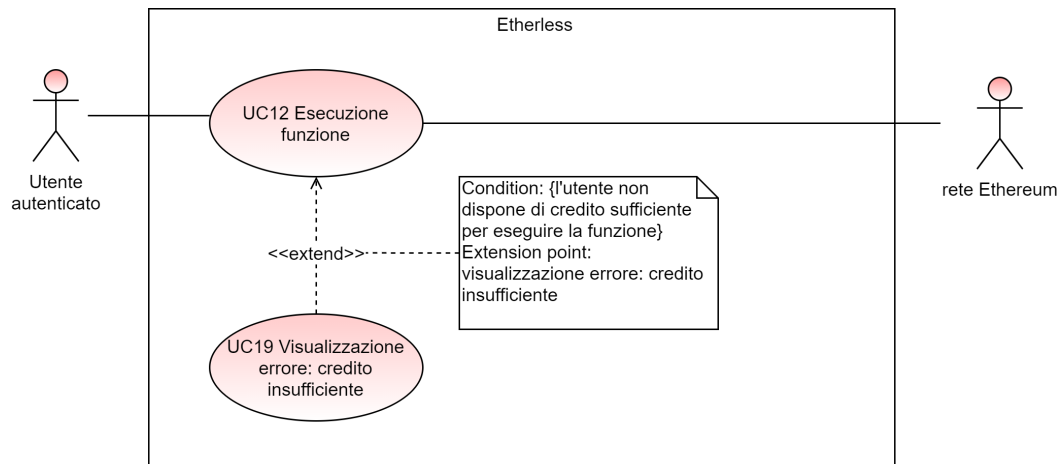 Etherless
UC12 Esecuzione
funzione
Utente
autenticato
rete Ethereum
Condition: {l'utente non
dispone di credito sufficiente
per eseguire la funzione}
Extension point:
visualizzazione errore: credito
insufficiente
<<extend>>
UC19 Visualizzazione
errore: credito
insufficiente